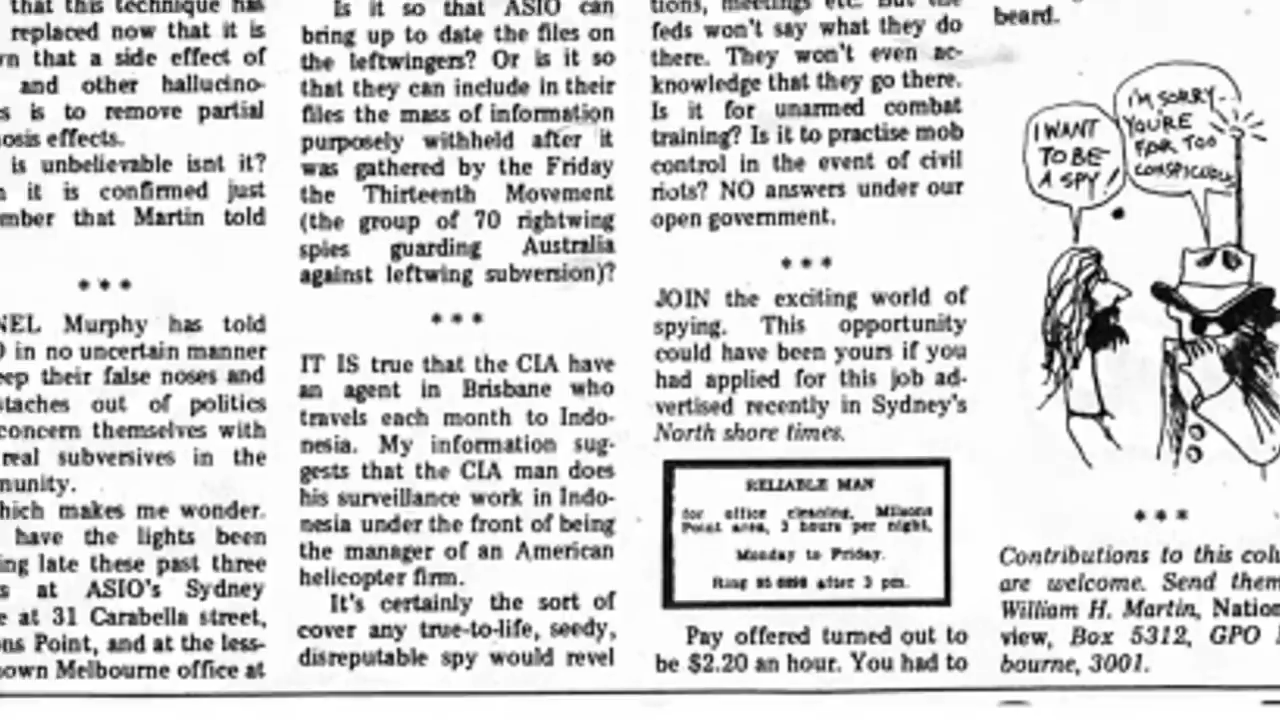 that this technique has
replaced now that it is
that a side effect of
and other hallucino-
is to remove partial
effects.
is unbelievable isnt it?
it is confirmed just
that Martin told
* * *
Murphy has told
in no uncertain manner
their false noses and
out of politics
concern themselves with
real subversives in the
which makes me wonder.
have the lights been
late these past three
at ASIO's Sydney
at 31 Carabella street,
Point, and at the less-
Melbourne office at
Is it so that ASIO can
bring up to date the files on
the leftwingers? Or is it so
that they can include in their
files the mass of information
purposely withheld after it
was gathered by the Friday
the Thirteenth Movement
(the group of 70 rightwing
spies guarding Australia
against leftwing subversion)?
* * *
IT IS true that the CIA have
an agent in Brisbane who
travels each month to Indo-
nesia. My information sug-
gests that the CIA man does
his surveillance work in Indo-
nesia under the front of being
the manager of an American
helicopter firm.
It's certainly the sort of
cover any true-to-life, seedy,
disreputable spy would revel
tions, meetings etc. But the
feds won't say what they do
there. They won't even ac-
knowledge that they go there.
Is it for unarmed combat
training? Is it to practise mob
control in the event of civil
riots? NO answers under our
open government.
* * *
JOIN the exciting world of
spying. This opportunity
could have been yours if you
had applied for this job ad-
vertised recently in Sydney's
North shore times.
RELIABLE MAN
for office cleaning, Milsons
Point area, 3 hours per night,
Monday to Friday.
Ring after 3 pm.
Pay offered turned out to
be $2.20 an hour. You had to
beard.
I WANT
TO BE
A SPY!
I'M SORRY..
YOU'RE
FAR TOO
CONSPICUOUS
* * *
Contributions to this
are welcome. Send them
William H. Martin,
view, Box 5312, GPO
3001.